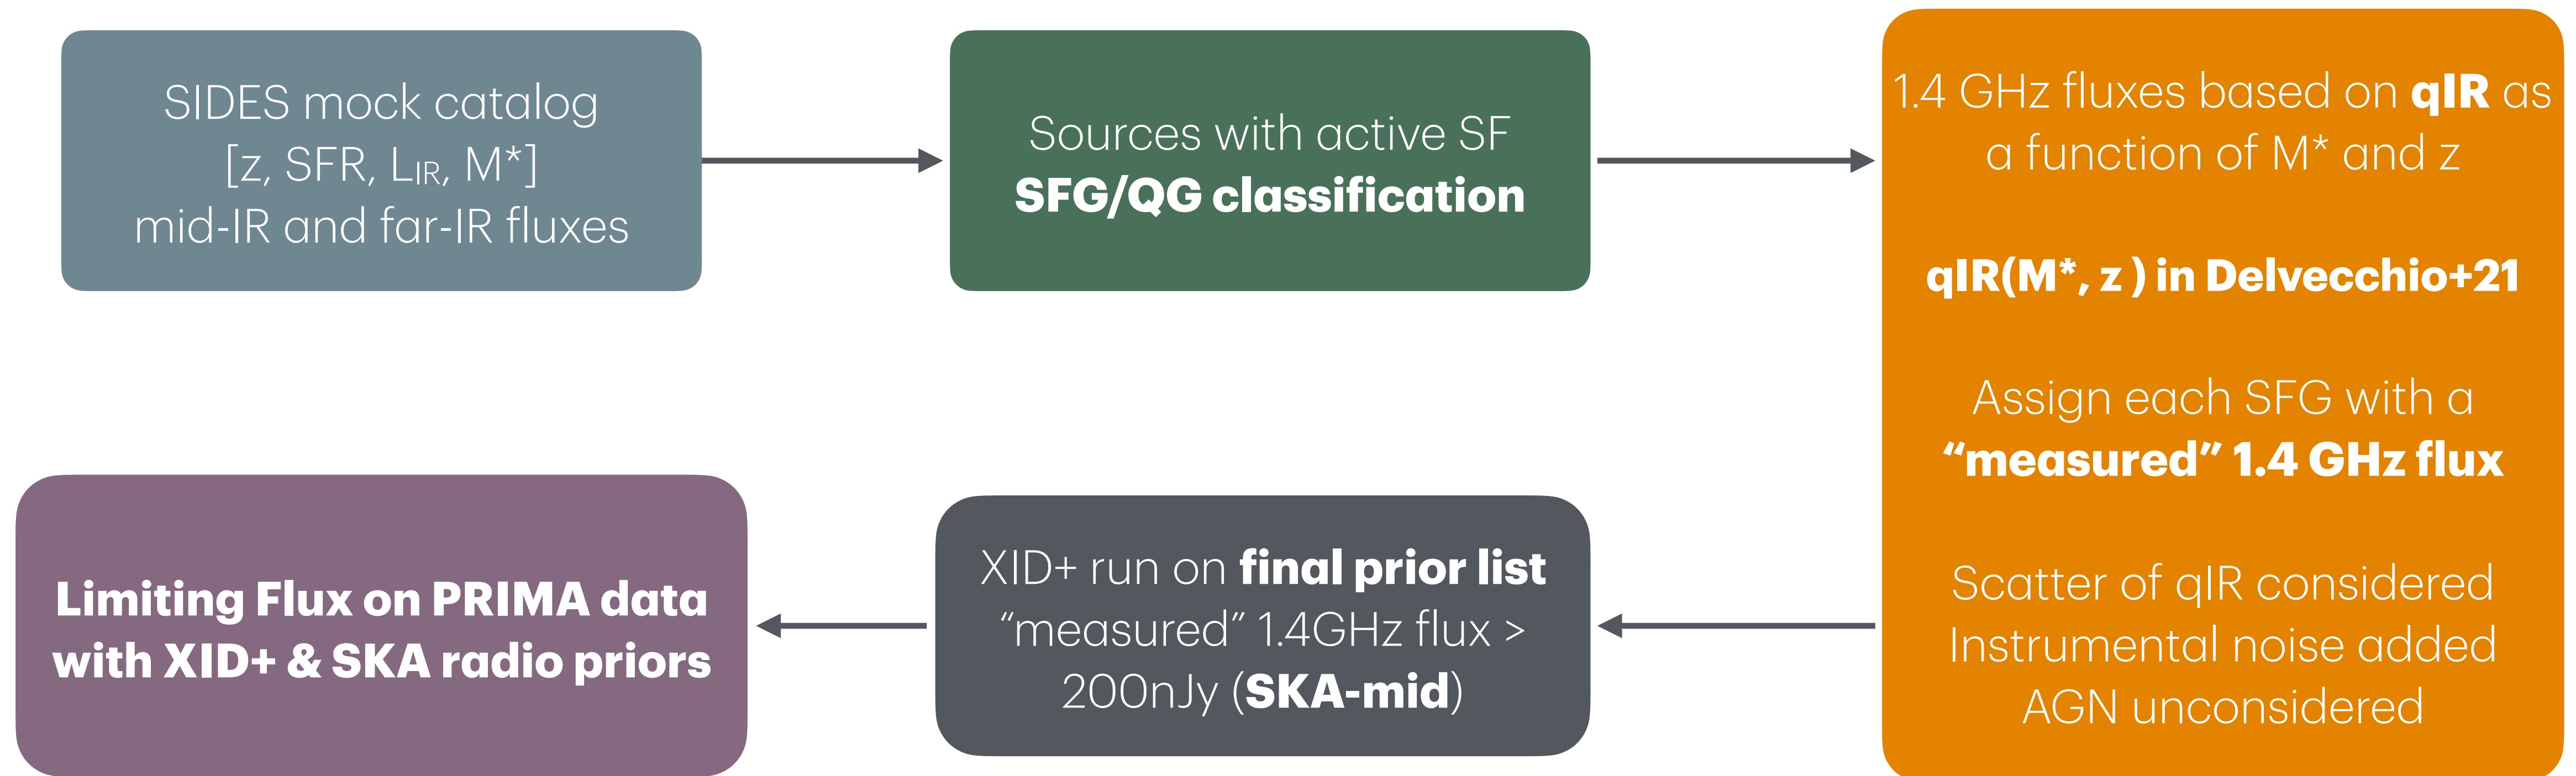 SIDES mock catalog
[z, SFR, LIR, M*]
mid-IR and far-IR fluxes
Sources with active SF
SFG/QG classification
1.4 GHz fluxes based on qIR as
a function of M* and z
qIR(M*, z ) in Delvecchio+21
Assign each SFG with a
“measured” 1.4 GHz flux
Scatter of qIR considered
Instrumental noise added
AGN unconsidered
XID+ run on final prior list
“measured” 1.4GHz flux >
200nJy (SKA-mid)
Limiting Flux on PRIMA data
with XID+ & SKA radio priors